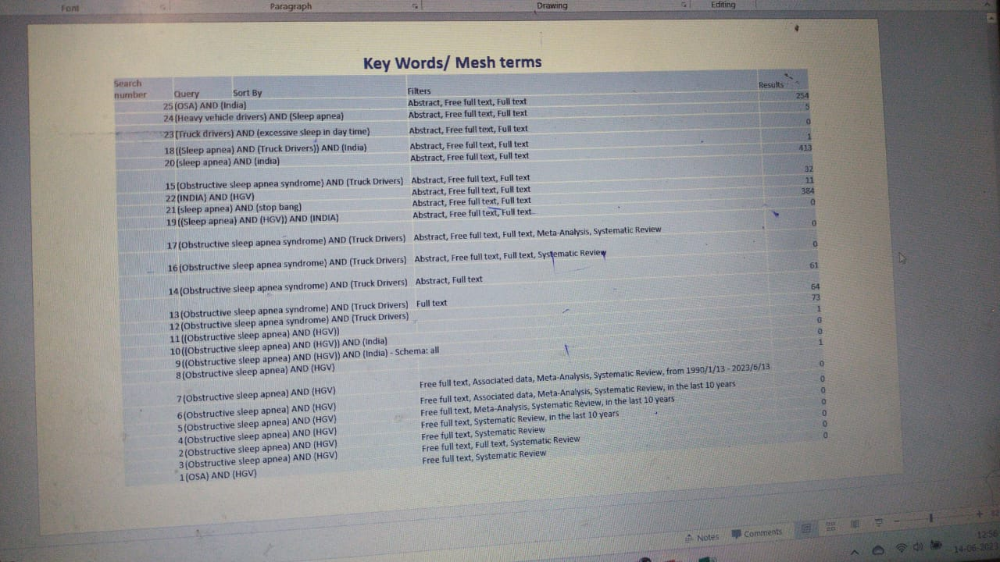 Font Paragraph Drawing Editing
Key Words/ Mesh terms
Search number Query Sort By Filters Results
25 (OSA) AND (India) Abstract, Free full text, Full text 254
24 (Heavy vehicle drivers) AND (Sleep apnea) Abstract, Free full text, Full text 5
23 (Truck drivers) AND (excessive sleep in day time) Abstract, Free full text, Full text 0
18 ((Sleep apnea) AND (Truck Drivers)) AND (India) Abstract, Free full text, Full text 1
20 (sleep apnea) AND (india) Abstract, Free full text, Full text 413
15 (Obstructive sleep apnea syndrome) AND (Truck Drivers) Abstract, Free full text, Full text 32
22 (INDIA) AND (HGV) Abstract, Free full text, Full text 11
21 (sleep apnea) AND (stop bang) Abstract, Free full text, Full text 384
19 ((Sleep apnea) AND (HGV)) AND (INDIA) Abstract, Free full text, Full text 0
17 (Obstructive sleep apnea syndrome) AND (Truck Drivers) Abstract, Free full text, Full text, Meta-Analysis, Systematic Review 0
16 (Obstructive sleep apnea syndrome) AND (Truck Drivers) Abstract, Free full text, Full text, Systematic Review 0
14 (Obstructive sleep apnea syndrome) AND (Truck Drivers) Abstract, Full text 61
13 (Obstructive sleep apnea syndrome) AND (Truck Drivers) Full text 64
12 (Obstructive sleep apnea syndrome) AND (Truck Drivers) 73
11 ((Obstructive sleep apnea) AND (HGV)) 1
10 ((Obstructive sleep apnea) AND (HGV)) AND (India) 0
9 ((Obstructive sleep apnea) AND (HGV)) AND (India) - Schema: all 0
8 (Obstructive sleep apnea) AND (HGV) 1
7 (Obstructive sleep apnea) AND (HGV) Free full text, Associated data, Meta-Analysis, Systematic Review, from 1990/1/13 - 2023/6/13 0
6 (Obstructive sleep apnea) AND (HGV) Free full text, Associated data, Meta-Analysis, Systematic Review, in the last 10 years 0
5 (Obstructive sleep apnea) AND (HGV) Free full text, Meta-Analysis, Systematic Review, in the last 10 years 0
4 (Obstructive sleep apnea) AND (HGV) Free full text, Systematic Review, in the last 10 years 0
2 (Obstructive sleep apnea) AND (HGV) Free full text, Systematic Review 0
3 (Obstructive sleep apnea) AND (HGV) Free full text, Full text, Systematic Review 0
1 (OSA) AND (HGV) Free full text, Systematic Review 0
Notes Comments
12:56